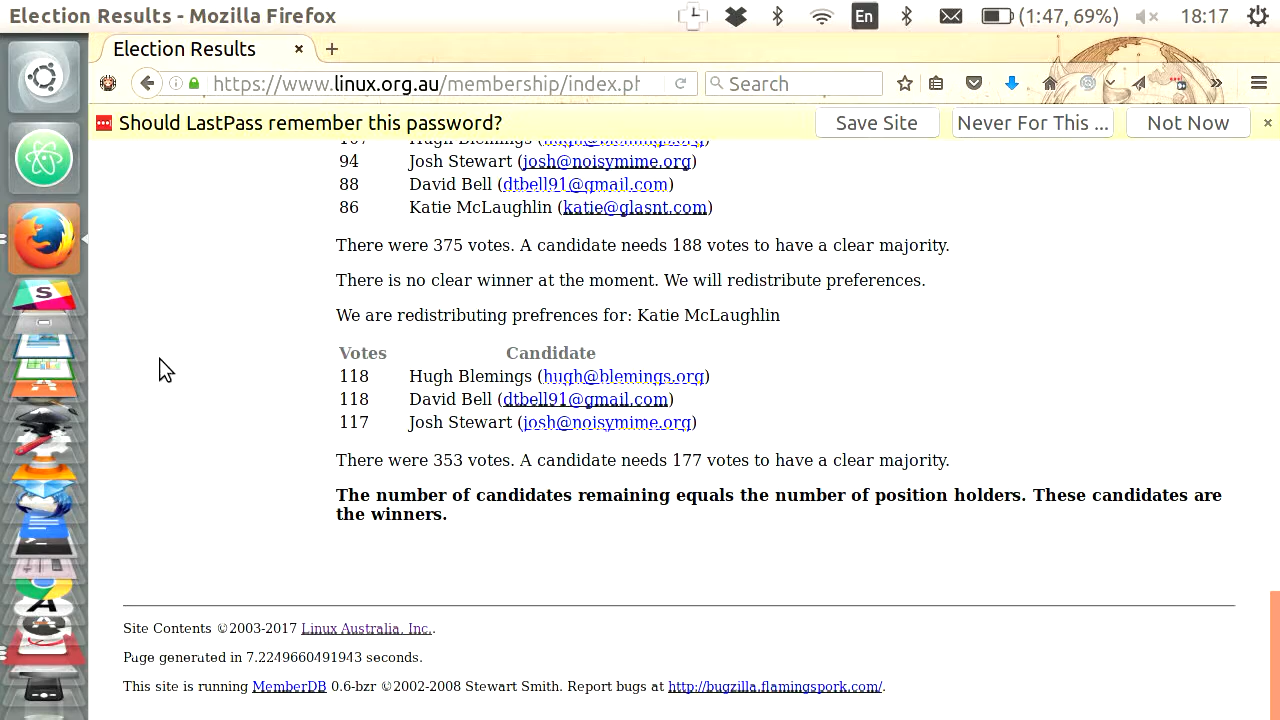 Election Results - Mozilla Firefox
En
(1:47, 69%)
18:17
Election Results
https://www.linux.org.au/membership/index.ph
Search
Should LastPass remember this password?
Save Site
Never For This ...
Not Now
94 Josh Stewart (josh@noisymime.org)
88 David Bell (dtbell91@gmail.com)
86 Katie McLaughlin (katie@glasnt.com)
There were 375 votes. A candidate needs 188 votes to have a clear majority.
There is no clear winner at the moment. We will redistribute preferences.
We are redistributing prefrences for: Katie McLaughlin
Votes Candidate
118 Hugh Blemings (hugh@blemings.org)
118 David Bell (dtbell91@gmail.com)
117 Josh Stewart (josh@noisymime.org)
There were 353 votes. A candidate needs 177 votes to have a clear majority.
The number of candidates remaining equals the number of position holders. These candidates are
the winners.
Site Contents ©2003-2017 Linux Australia, Inc..
Page generated in 7.2249660491943 seconds.
This site is running MemberDB 0.6-bzr ©2002-2008 Stewart Smith. Report bugs at http://bugzilla.flamingspork.com/.